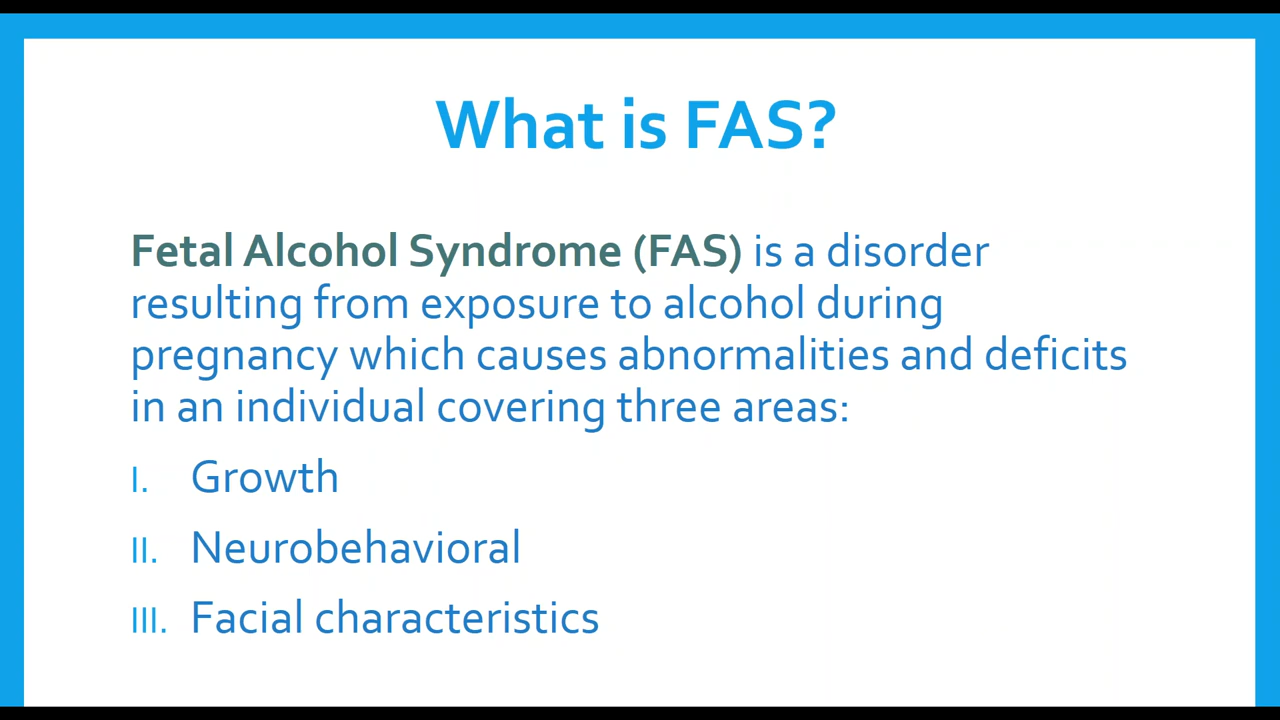 What is FAS?
Fetal Alcohol Syndrome (FAS) is a disorder
resulting from exposure to alcohol during
pregnancy which causes abnormalities and deficits
in an individual covering three areas:
I. Growth
II. Neurobehavioral
III. Facial characteristics